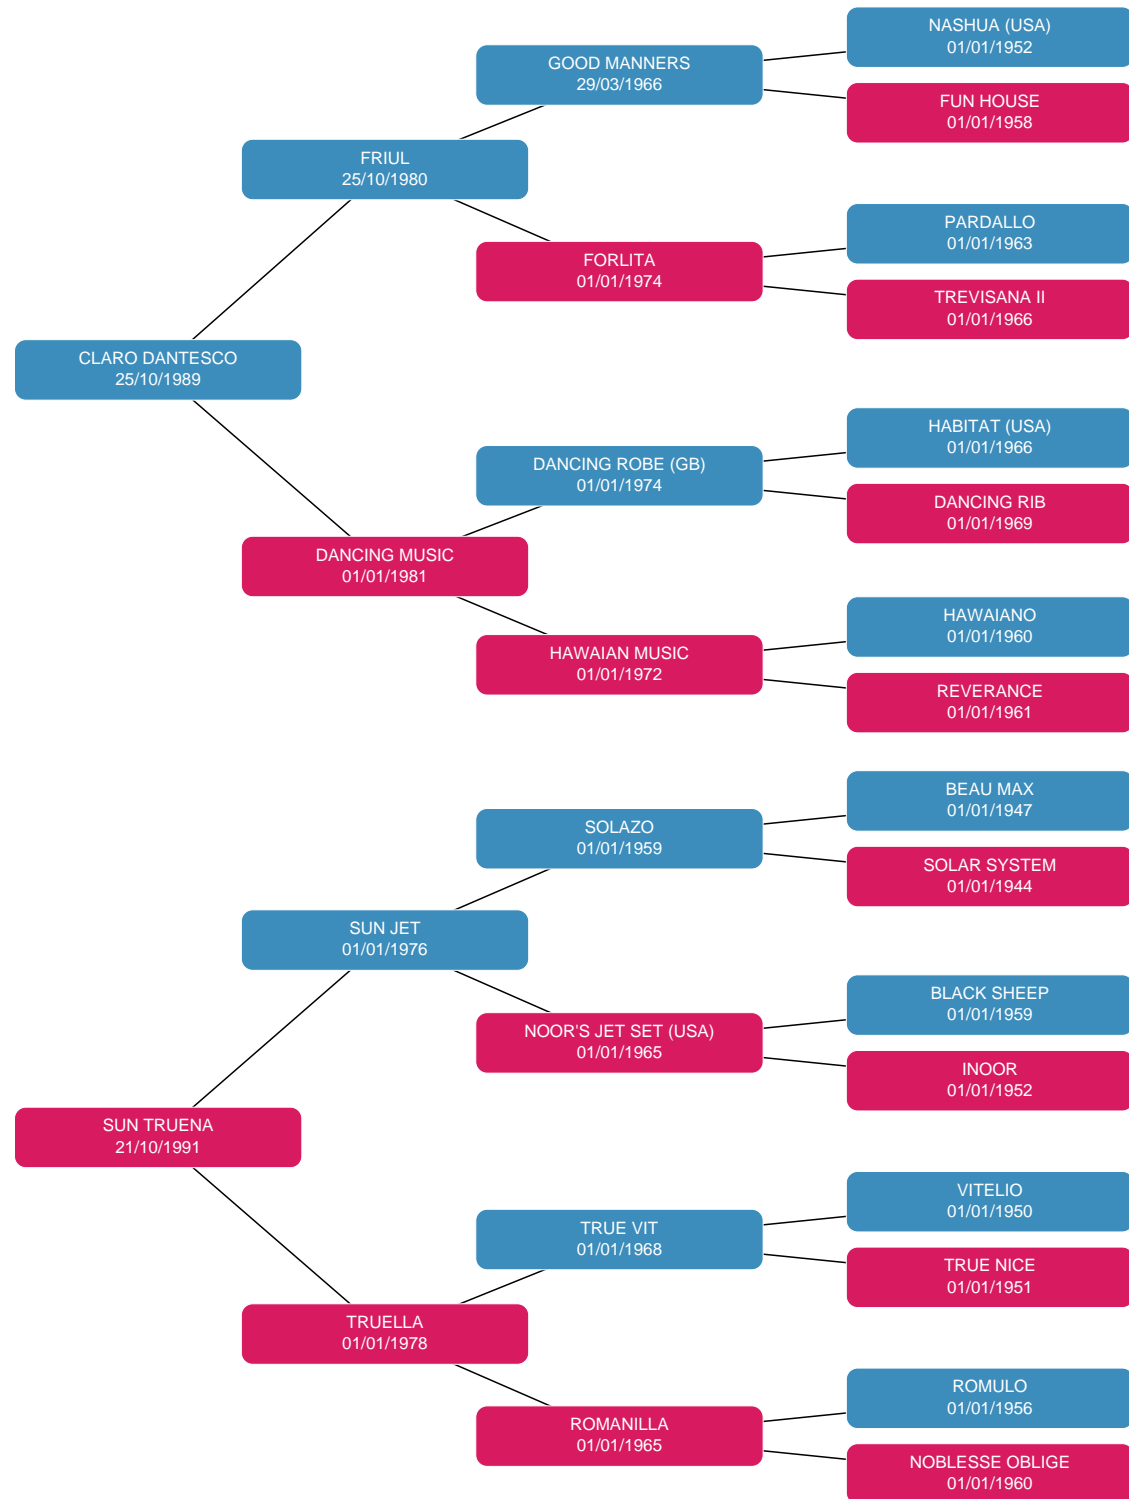 NASHUA (USA)
01/01/1952
GOOD MANNERS
29/03/1966
FUN HOUSE
01/01/1958
FRIUL
25/10/1980
PARDALLO
01/01/1963
FORLITA
01/01/1974
TREVISANA II
01/01/1966
CLARO DANTESCO
25/10/1989
HABITAT (USA)
01/01/1966
DANCING ROBE (GB)
01/01/1974
DANCING RIB
01/01/1969
DANCING MUSIC
01/01/1981
HAWAIANO
01/01/1960
HAWAIAN MUSIC
01/01/1972
REVERANCE
01/01/1961
BEAU MAX
01/01/1947
SOLAZO
01/01/1959
SOLAR SYSTEM
01/01/1944
SUN JET
01/01/1976
BLACK SHEEP
01/01/1959
NOOR'S JET SET (USA)
01/01/1965
INOOR
01/01/1952
SUN TRUENA
21/10/1991
VITELIO
01/01/1950
TRUE VIT
01/01/1968
TRUE NICE
01/01/1951
TRUELLA
01/01/1978
ROMULO
01/01/1956
ROMANILLA
01/01/1965
NOBLESSE OBLIGE
01/01/1960